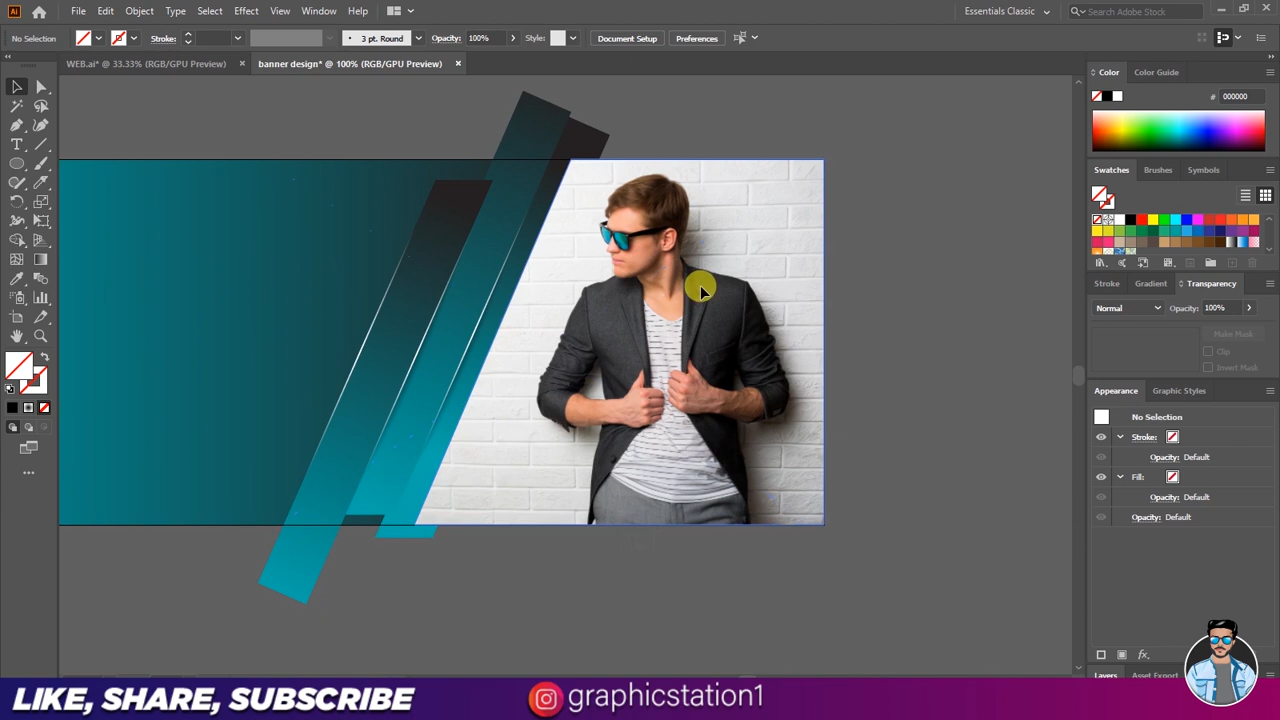 Ai File Edit Object Type Select Effect View Window Help Essentials Classic Search Adobe Stock
No Selection Stroke: 3 pt. Round Opacity: 100% Style: Document Setup Preferences
WEB.ai* @ 33.33% (RGB/GPU Preview) × banner design* @ 100% (RGB/GPU Preview) ×
Color Color Guide
# 000000
Swatches Brushes Symbols
Stroke Gradient Transparency
Normal Opacity: 100%
Make Mask
Clip
Invert Mask
Appearance Graphic Styles
No Selection
Stroke:
Opacity: Default
Fill:
Opacity: Default
Opacity: Default
fx.
Layers Asset Export
LIKE, SHARE, SUBSCRIBE graphicstation1